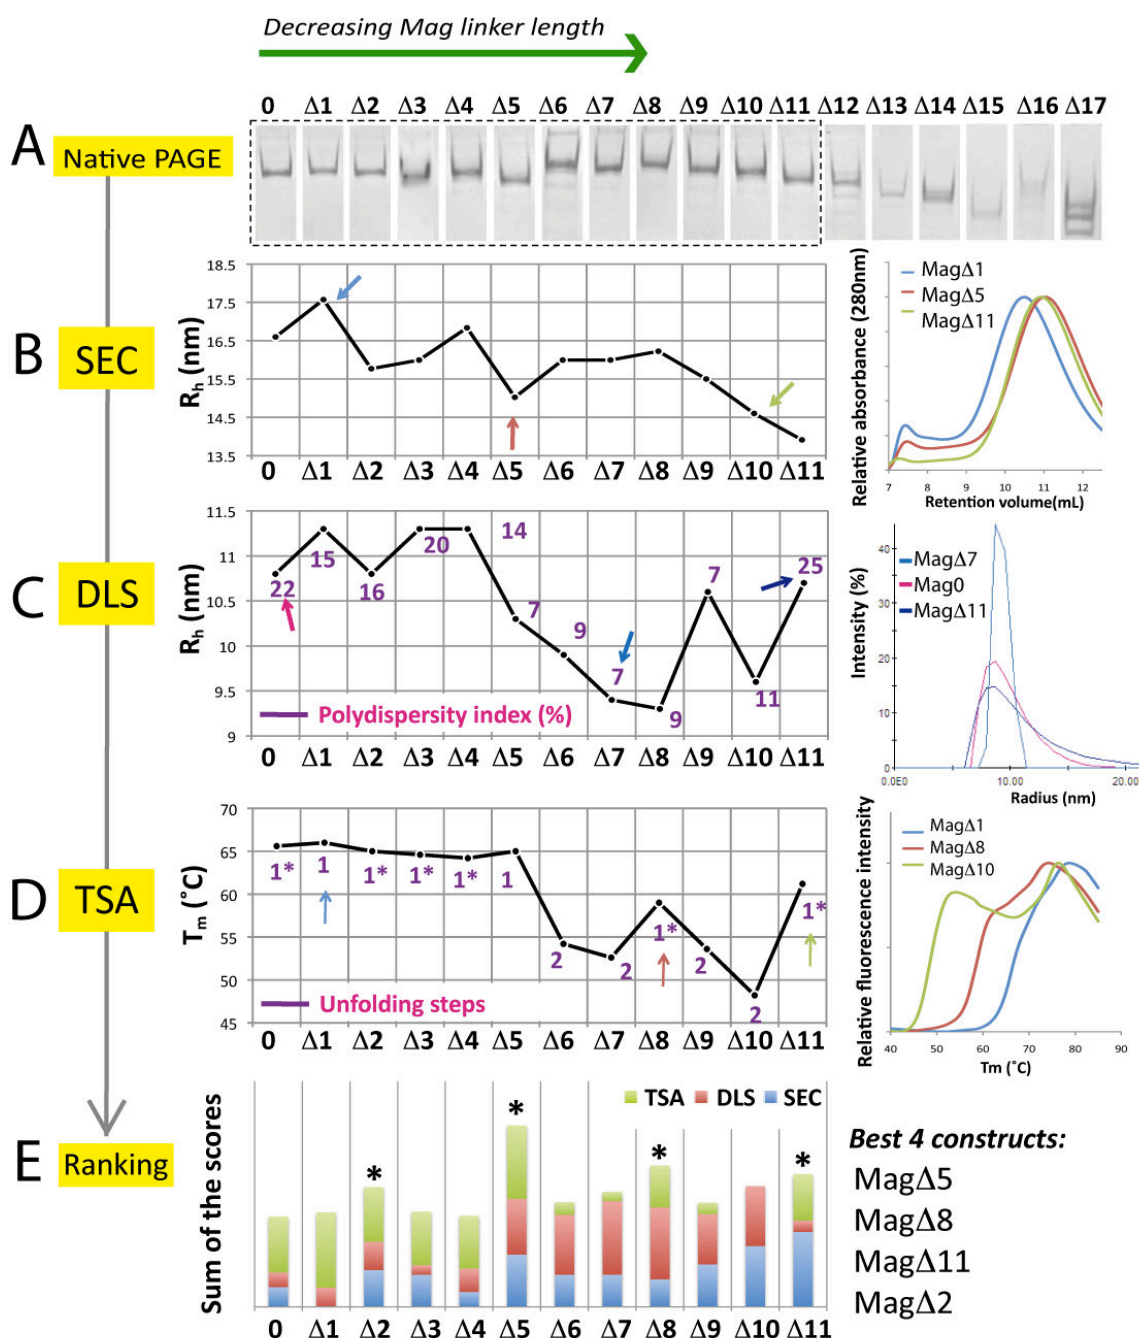 Decreasing Mag linker length
0 Δ1 Δ2 Δ3 Δ4 Δ5 Δ6 Δ7 Δ8 Δ9 Δ10 Δ11 Δ12 Δ13 Δ14 Δ15 Δ16 Δ17
A
Native PAGE
B
SEC
Rh (nm)
18.5
17.5
16.5
15.5
14.5
13.5
0 Δ1 Δ2 Δ3 Δ4 Δ5 Δ6 Δ7 Δ8 Δ9 Δ10 Δ11
Relative absorbance (280nm)
MagΔ1
MagΔ5
MagΔ11
7 8 9 10 11 12
Retention volume(mL)
C
DLS
Rh (nm)
11.5
11
10.5
10
9.5
9
22 15 16 20 14 7 9 7 9 7 11 25
Polydispersity index (%)
0 Δ1 Δ2 Δ3 Δ4 Δ5 Δ6 Δ7 Δ8 Δ9 Δ10 Δ11
Intensity (%)
40
30
20
10
0
MagΔ7
Mag0
MagΔ11
0.0E0 10.00 20.00
Radius (nm)
D
TSA
Tm (˚C)
70
65
60
55
50
45
1* 1 1* 1* 1* 1 2 2 1* 2 2 1*
Unfolding steps
0 Δ1 Δ2 Δ3 Δ4 Δ5 Δ6 Δ7 Δ8 Δ9 Δ10 Δ11
Relative fluorescence intensity
MagΔ1
MagΔ8
MagΔ10
40 50 60 70 80 90
Tm (˚C)
E
Ranking
Sum of the scores
TSA DLS SEC
* * * *
0 Δ1 Δ2 Δ3 Δ4 Δ5 Δ6 Δ7 Δ8 Δ9 Δ10 Δ11
Best 4 constructs:
MagΔ5
MagΔ8
MagΔ11
MagΔ2